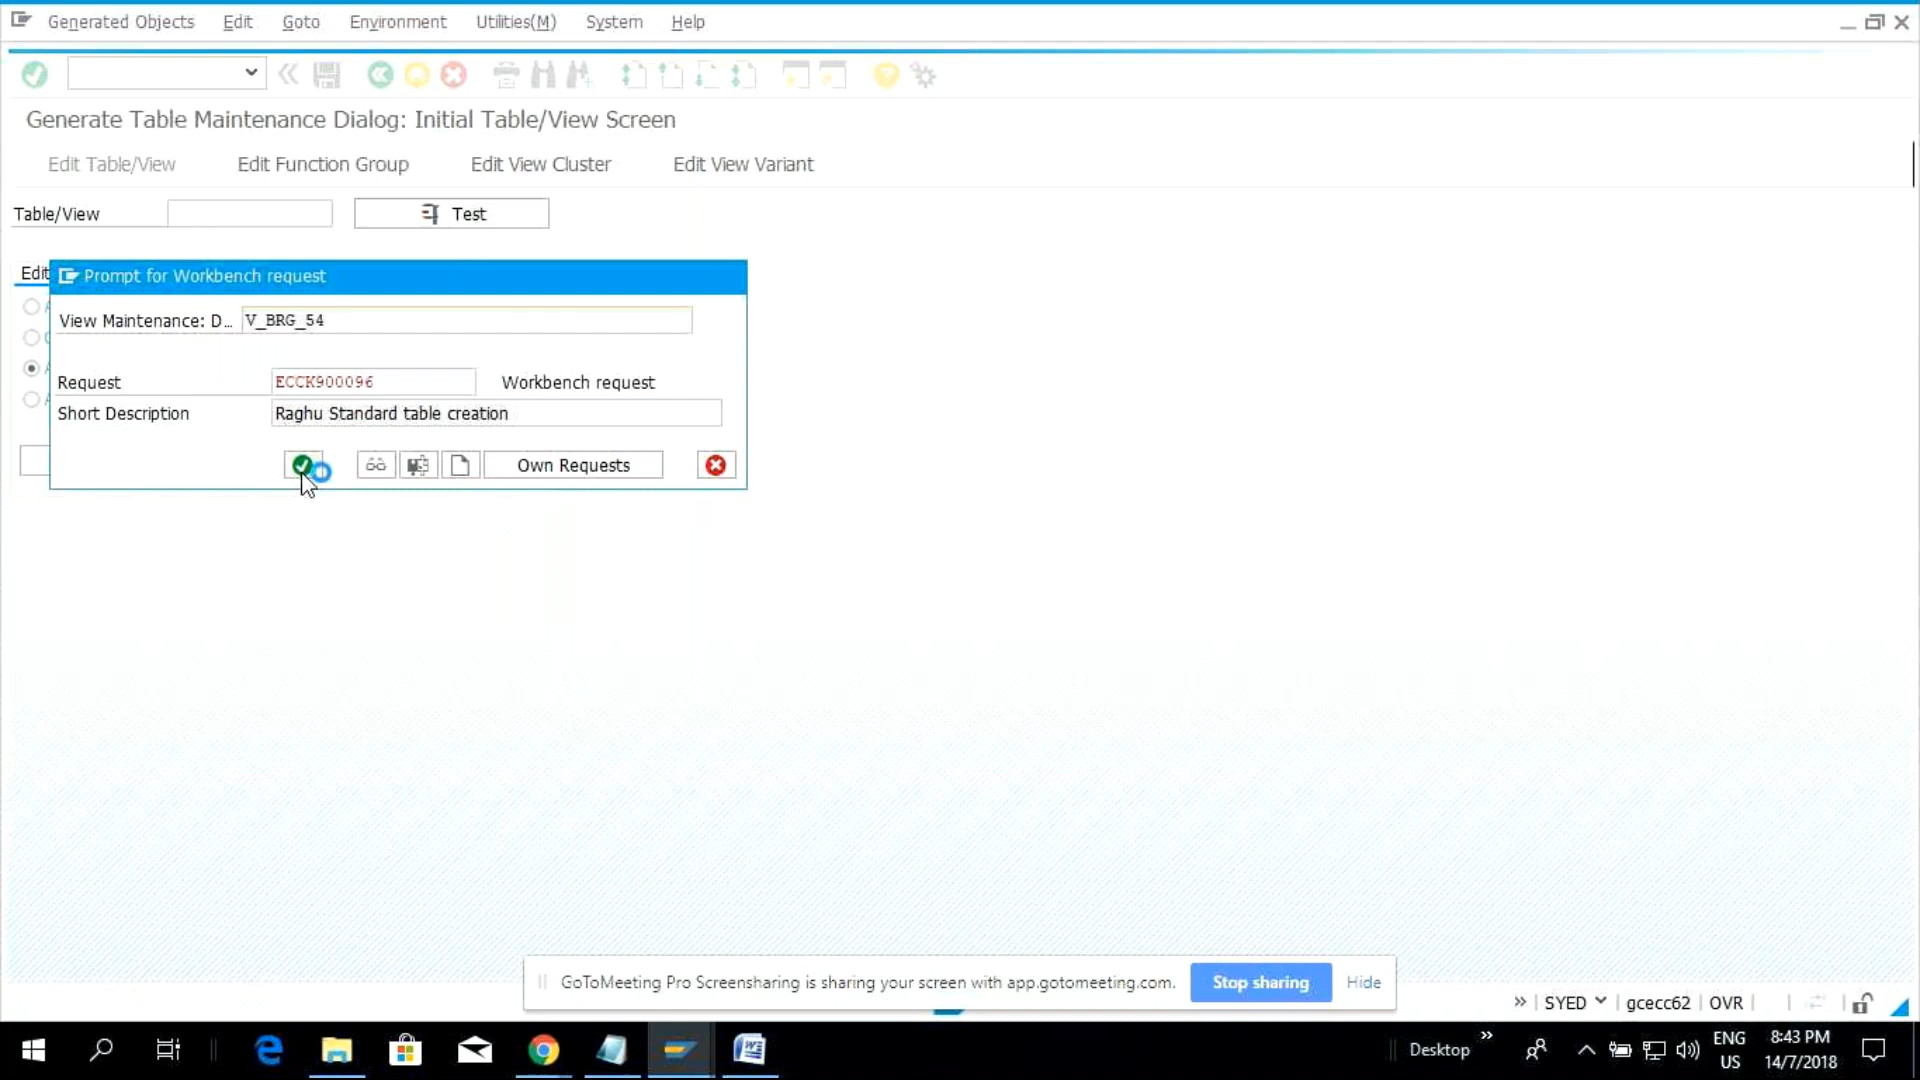 Generated Objects Edit Goto Environment Utilities(M) System Help
Generate Table Maintenance Dialog: Initial Table/View Screen
Edit Table/View Edit Function Group Edit View Cluster Edit View Variant
Table/View Test
Edit
Prompt for Workbench request
View Maintenance: D... V_BRG_54
Request ECCK900096 Workbench request
Short Description Raghu Standard table creation
Own Requests
GoToMeeting Pro Screensharing is sharing your screen with app.gotomeeting.com. Stop sharing Hide
SYED gcecc62 OVR
Desktop ENG US 8:43 PM 14/7/2018